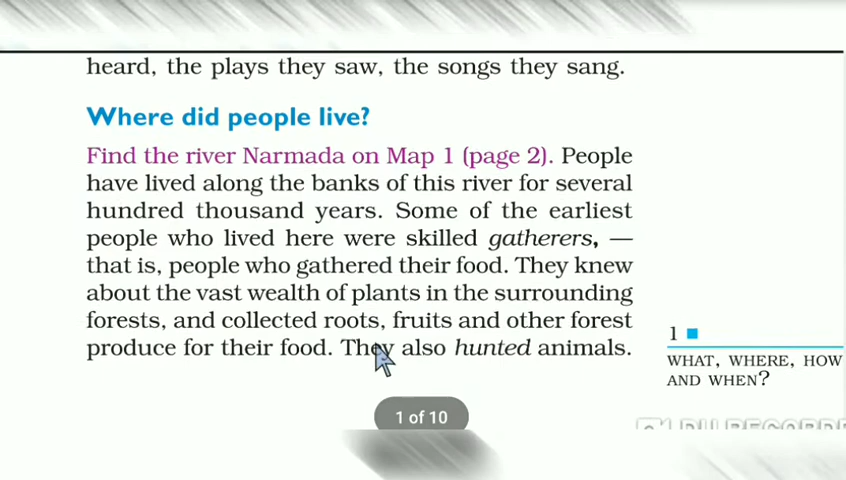 heard, the plays they saw, the songs they sang.
Where did people live?
Find the river Narmada on Map 1 (page 2). People
have lived along the banks of this river for several
hundred thousand years. Some of the earliest
people who lived here were skilled gatherers, —
that is, people who gathered their food. They knew
about the vast wealth of plants in the surrounding
forests, and collected roots, fruits and other forest
produce for their food. They also hunted animals.
1 ■
WHAT, WHERE, HOW
AND WHEN?
1 of 10